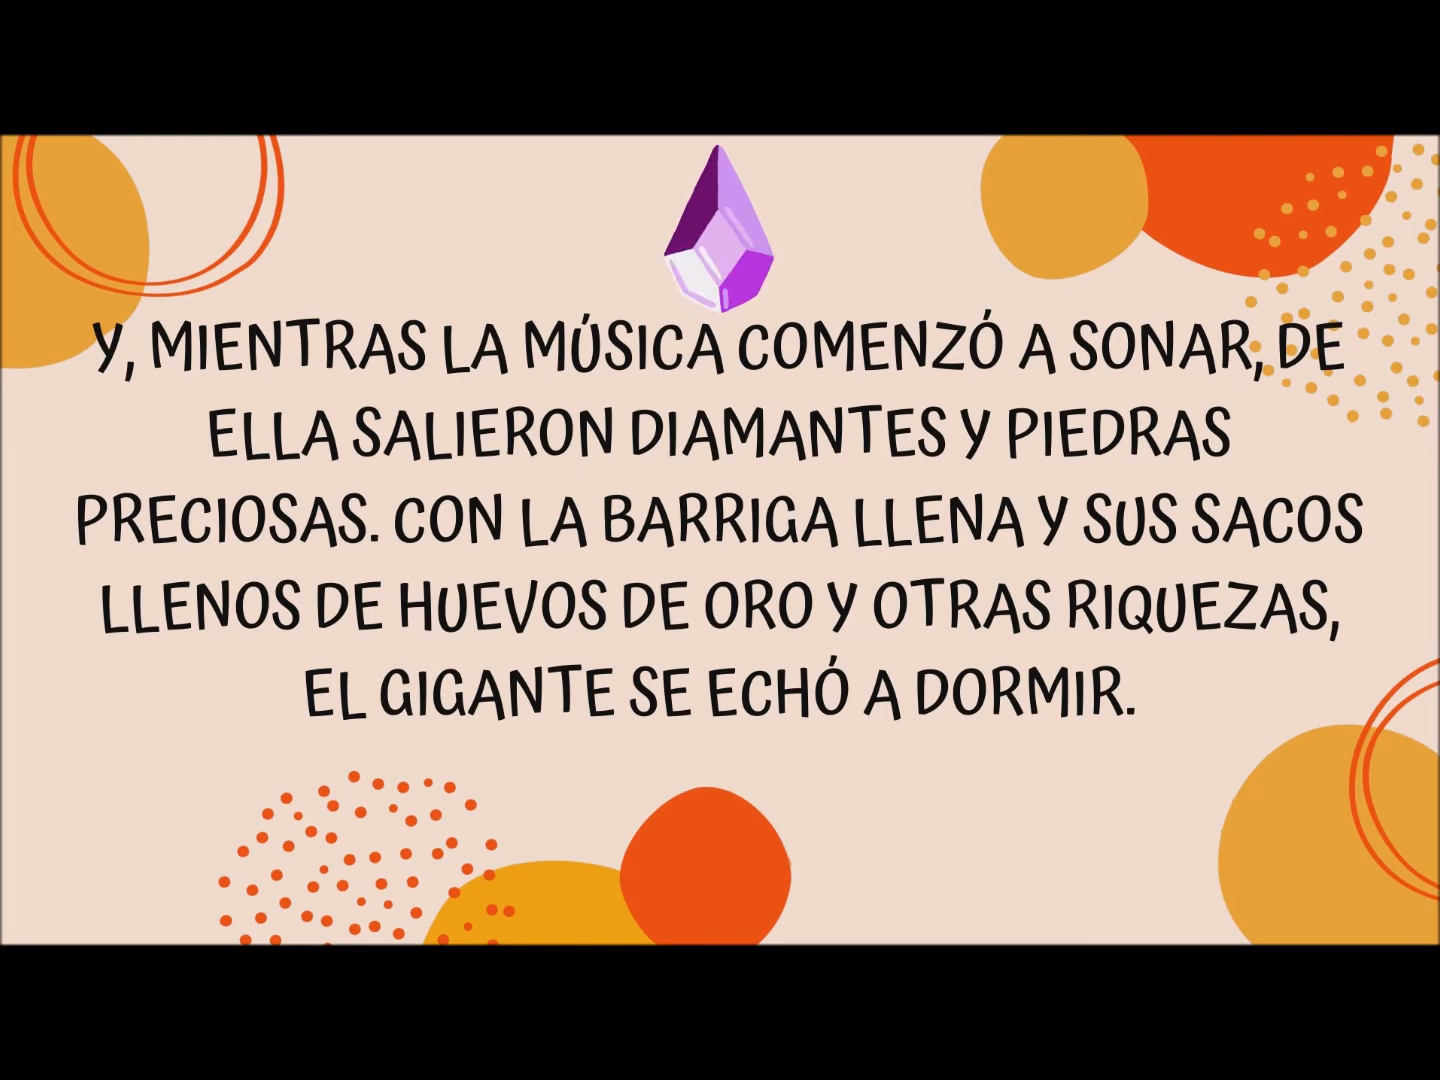 Y, MIENTRAS LA MÚSICA COMENZÓ A SONAR, DE
ELLA SALIERON DIAMANTES Y PIEDRAS
PRECIOSAS. CON LA BARRIGA LLENA Y SUS SACOS
LLENOS DE HUEVOS DE ORO Y OTRAS RIQUEZAS,
EL GIGANTE SE ECHÓ A DORMIR.